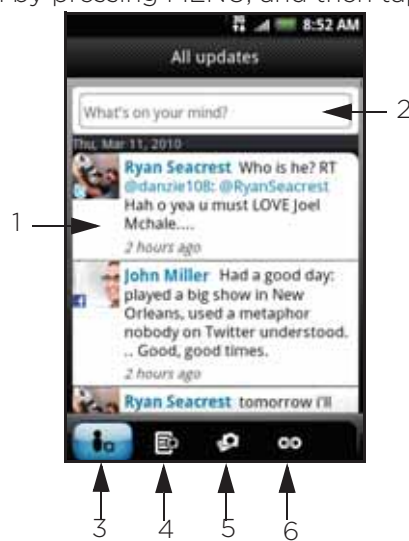 by pressing MENU, and then tap
8:52 AM
All updates
What's on your mind?
2
Thu, Mar 11, 2010
Ryan Seacrest Who is he? RT
@danzie108: @RyanSeacrest
Hah o yea u must LOVE Joel
Mchale....
2 hours ago
1
John Miller Had a good day:
played a big show in New
Orleans, used a metaphor
nobody on Twitter understood.
.. Good, good times.
2 hours ago
Ryan Seacrest tomorrow i'll
3 4 5 6